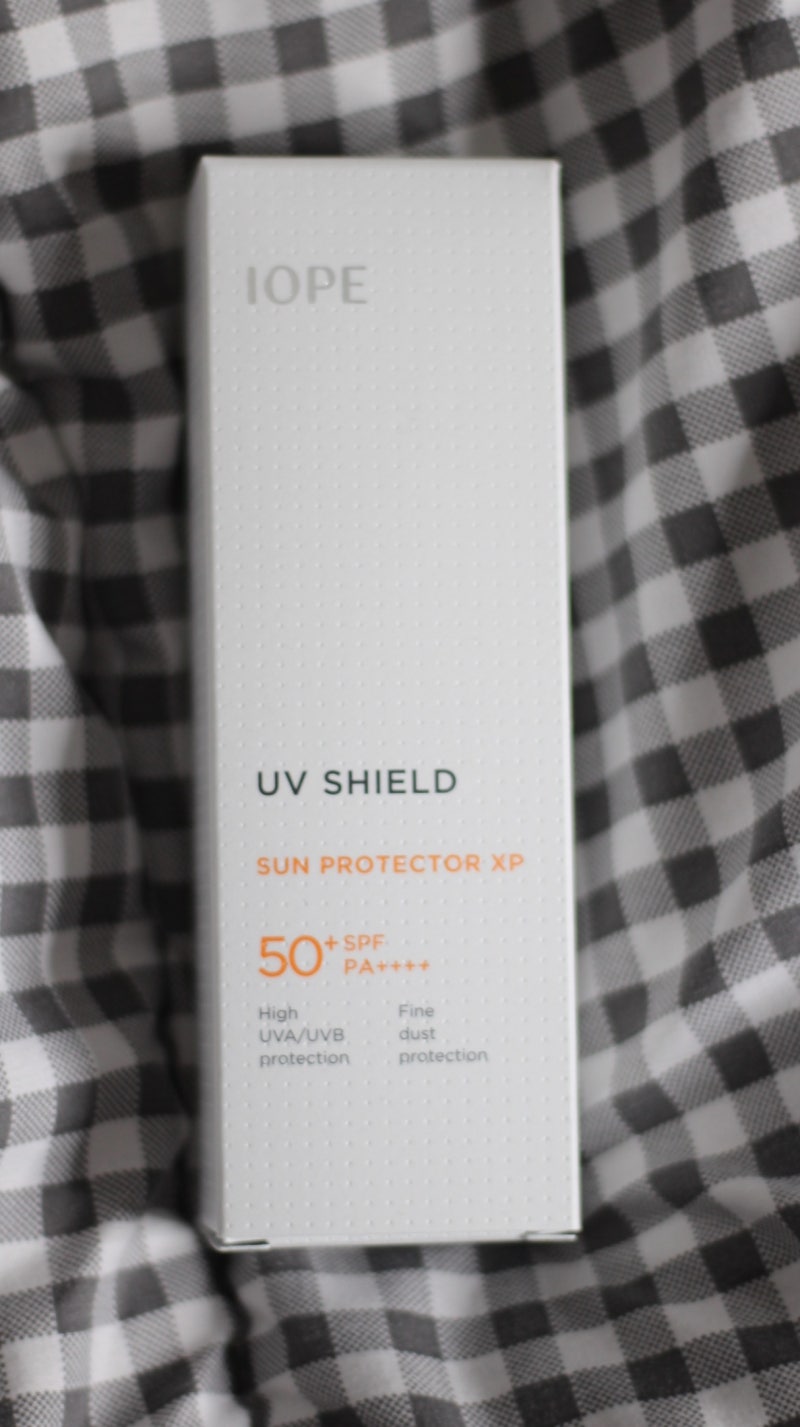 IOPE
UV SHIELD
SUN PROTECTOR XP
50+ SPF
PA++++
High
UVA/UVB
protection
Fine
dust
protection